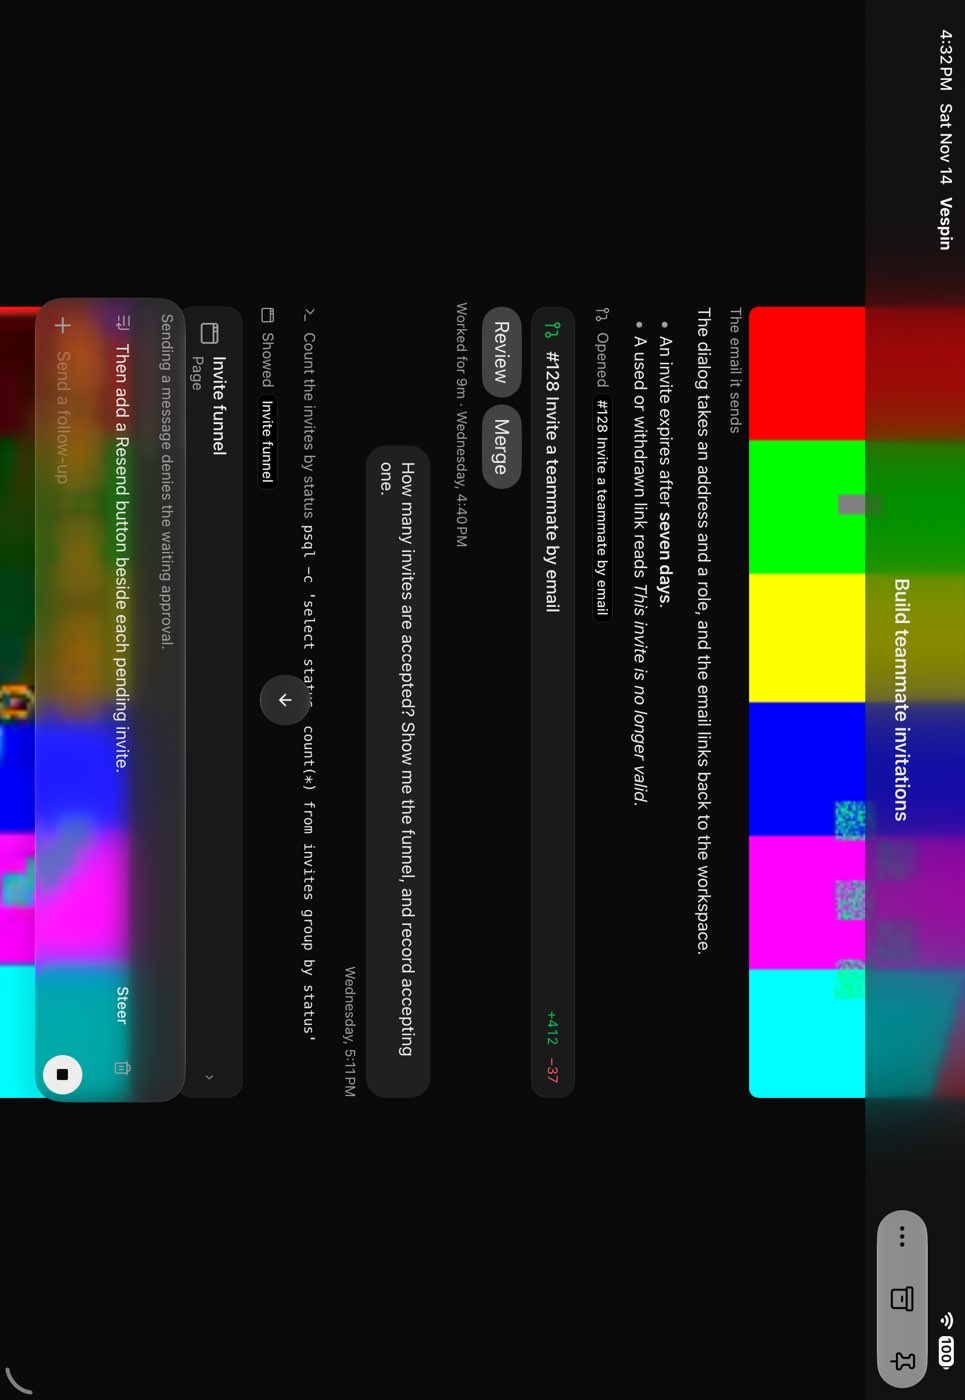 4:32 PM Sat Nov 14 Vespin
100
Build teammate invitations
The email it sends
The dialog takes an address and a role, and the email links back to the workspace.
An invite expires after seven days.
A used or withdrawn link reads This invite is no longer valid.
Opened #128 Invite a teammate by email
#128 Invite a teammate by email +412 −37
Review Merge
Worked for 9m · Wednesday, 4:40 PM
How many invites are accepted? Show me the funnel, and record accepting
one.
Wednesday, 5:11 PM
Count the invites by status psql -c 'select status, count(*) from invites group by status'
Showed Invite funnel
Invite funnel
Page
Sending a message denies the waiting approval.
Then add a Resend button beside each pending invite. Steer
Send a follow-up